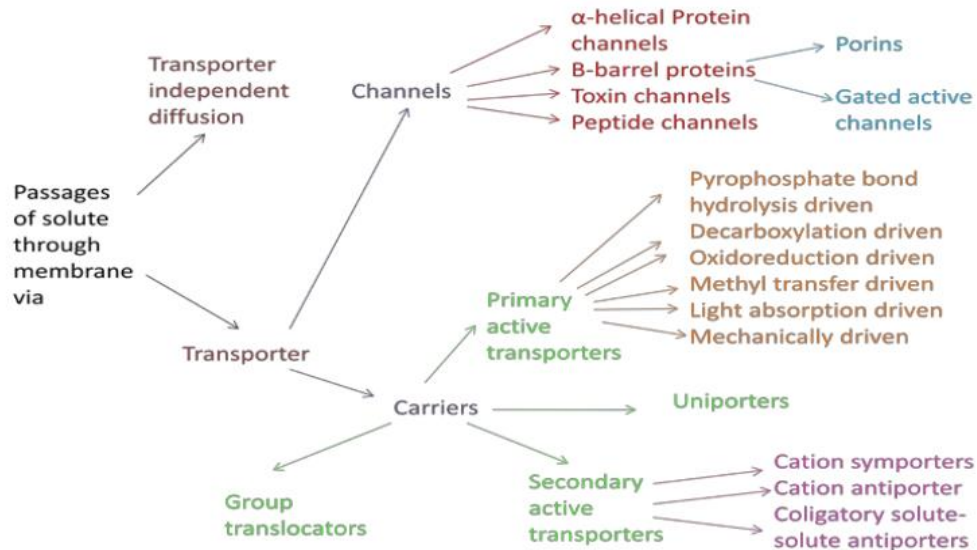 Passages
of solute
through
membrane
via
Transporter
independent
diffusion
Transporter
Channels
α-helical Protein
channels
B-barrel proteins
Toxin channels
Peptide channels
Porins
Gated active
channels
Carriers
Primary
active
transporters
Pyrophosphate bond
hydrolysis driven
Decarboxylation driven
Oxidoreduction driven
Methyl transfer driven
Light absorption driven
Mechanically driven
Uniporters
Secondary
active
transporters
Cation symporters
Cation antiporter
Coligatory solute-
solute antiporters
Group
translocators